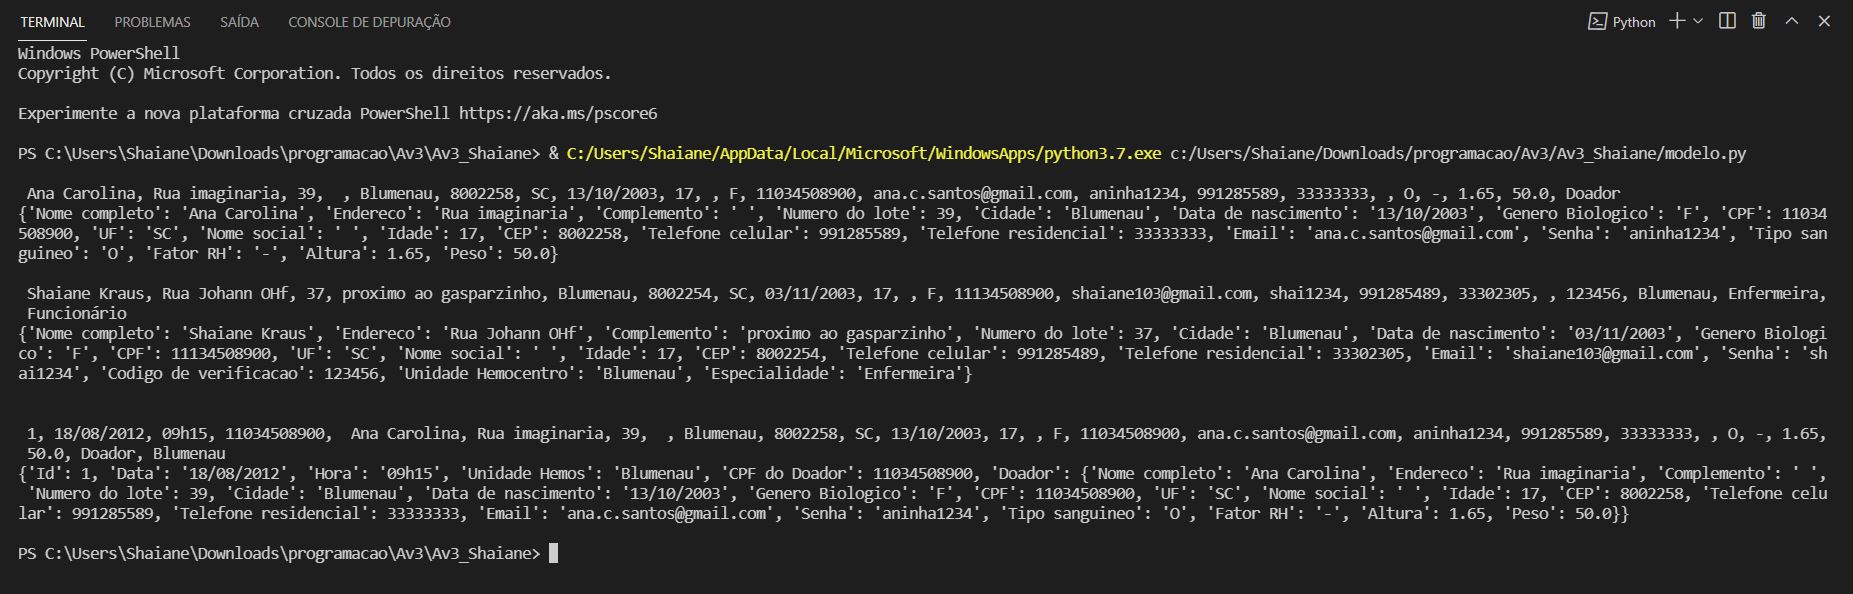 TERMINAL PROBLEMAS SAÍDA CONSOLE DE DEPURAÇÃO Python
Windows PowerShell
Copyright (C) Microsoft Corporation. Todos os direitos reservados.
Experimente a nova plataforma cruzada PowerShell https://aka.ms/pscore6
PS C:\Users\Shaiane\Downloads\programacao\Av3\Av3_Shaiane> & C:/Users/Shaiane/AppData/Local/Microsoft/WindowsApps/python3.7.exe c:/Users/Shaiane/Downloads/programacao/Av3/Av3_Shaiane/modelo.py
Ana Carolina, Rua imaginaria, 39,  , Blumenau, 8002258, SC, 13/10/2003, 17, , F, 11034508900, ana.c.santos@gmail.com, aninha1234, 991285589, 33333333, , O, -, 1.65, 50.0, Doador
{'Nome completo': 'Ana Carolina', 'Endereco': 'Rua imaginaria', 'Complemento': ' ', 'Numero do lote': 39, 'Cidade': 'Blumenau', 'Data de nascimento': '13/10/2003', 'Genero Biologico': 'F', 'CPF': 11034
508900, 'UF': 'SC', 'Nome social': ' ', 'Idade': 17, 'CEP': 8002258, 'Telefone celular': 991285589, 'Telefone residencial': 33333333, 'Email': 'ana.c.santos@gmail.com', 'Senha': 'aninha1234', 'Tipo san
guineo': 'O', 'Fator RH': '-', 'Altura': 1.65, 'Peso': 50.0}
Shaiane Kraus, Rua Johann OHf, 37, proximo ao gasparzinho, Blumenau, 8002254, SC, 03/11/2003, 17, , F, 11134508900, shaiane103@gmail.com, shai1234, 991285489, 33302305, , 123456, Blumenau, Enfermeira,
Funcionário
{'Nome completo': 'Shaiane Kraus', 'Endereco': 'Rua Johann OHf', 'Complemento': 'proximo ao gasparzinho', 'Numero do lote': 37, 'Cidade': 'Blumenau', 'Data de nascimento': '03/11/2003', 'Genero Biologi
co': 'F', 'CPF': 11134508900, 'UF': 'SC', 'Nome social': ' ', 'Idade': 17, 'CEP': 8002254, 'Telefone celular': 991285489, 'Telefone residencial': 33302305, 'Email': 'shaiane103@gmail.com', 'Senha': 'sh
ai1234', 'Codigo de verificacao': 123456, 'Unidade Hemocentro': 'Blumenau', 'Especialidade': 'Enfermeira'}
1, 18/08/2012, 09h15, 11034508900,  Ana Carolina, Rua imaginaria, 39,  , Blumenau, 8002258, SC, 13/10/2003, 17, , F, 11034508900, ana.c.santos@gmail.com, aninha1234, 991285589, 33333333, , O, -, 1.65,
50.0, Doador, Blumenau
{'Id': 1, 'Data': '18/08/2012', 'Hora': '09h15', 'Unidade Hemos': 'Blumenau', 'CPF do Doador': 11034508900, 'Doador': {'Nome completo': 'Ana Carolina', 'Endereco': 'Rua imaginaria', 'Complemento': ' ',
'Numero do lote': 39, 'Cidade': 'Blumenau', 'Data de nascimento': '13/10/2003', 'Genero Biologico': 'F', 'CPF': 11034508900, 'UF': 'SC', 'Nome social': ' ', 'Idade': 17, 'CEP': 8002258, 'Telefone celu
lar': 991285589, 'Telefone residencial': 33333333, 'Email': 'ana.c.santos@gmail.com', 'Senha': 'aninha1234', 'Tipo sanguineo': 'O', 'Fator RH': '-', 'Altura': 1.65, 'Peso': 50.0}}
PS C:\Users\Shaiane\Downloads\programacao\Av3\Av3_Shaiane>